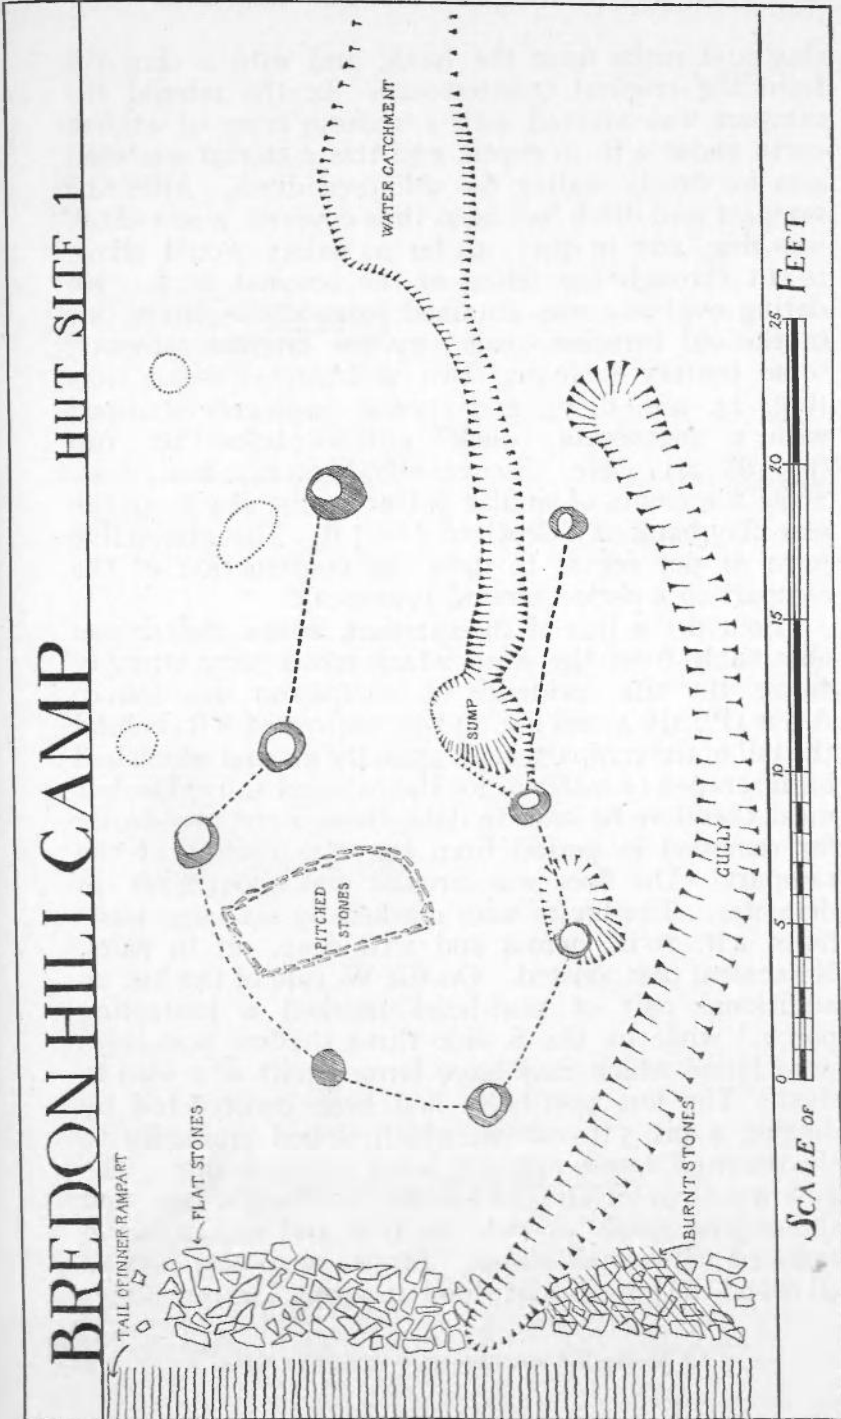 BREDON HILL CAMP
HUT SITE 1
TAIL OF INNER RAMPART
FLAT STONES
PITCHED
STONES
WATER CATCHMENT
SUMP
GULLY
BURNT STONES
SCALE OF
0
5
10
15
20
25
FEET